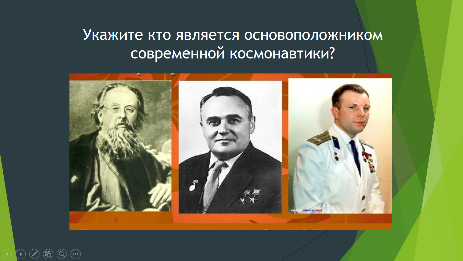 Укажите кто является основоположником
современной космонавтики?